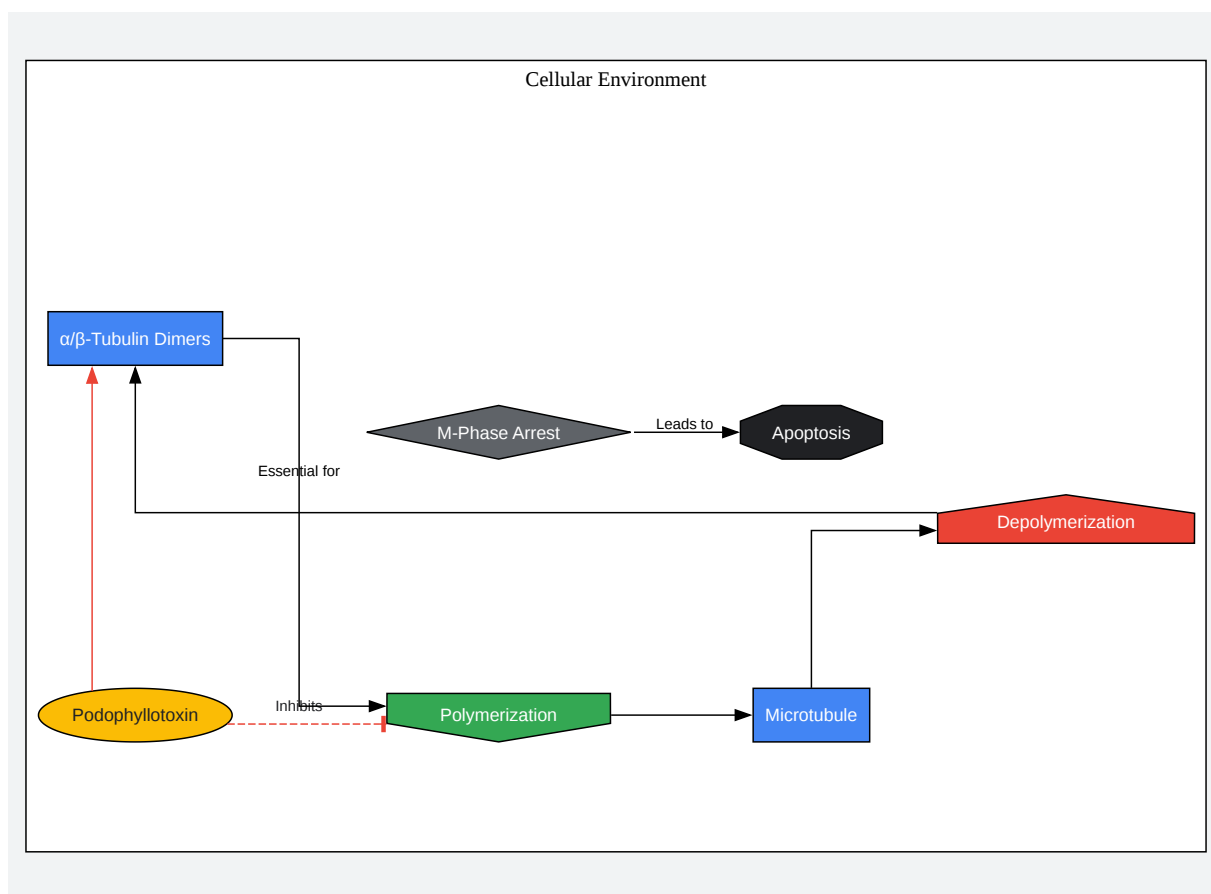 Cellular Environment
α/β-Tubulin Dimers
M-Phase Arrest
Leads to
Apoptosis
Essential for
Depolymerization
Podophyllotoxin
Inhibits
Polymerization
Microtubule